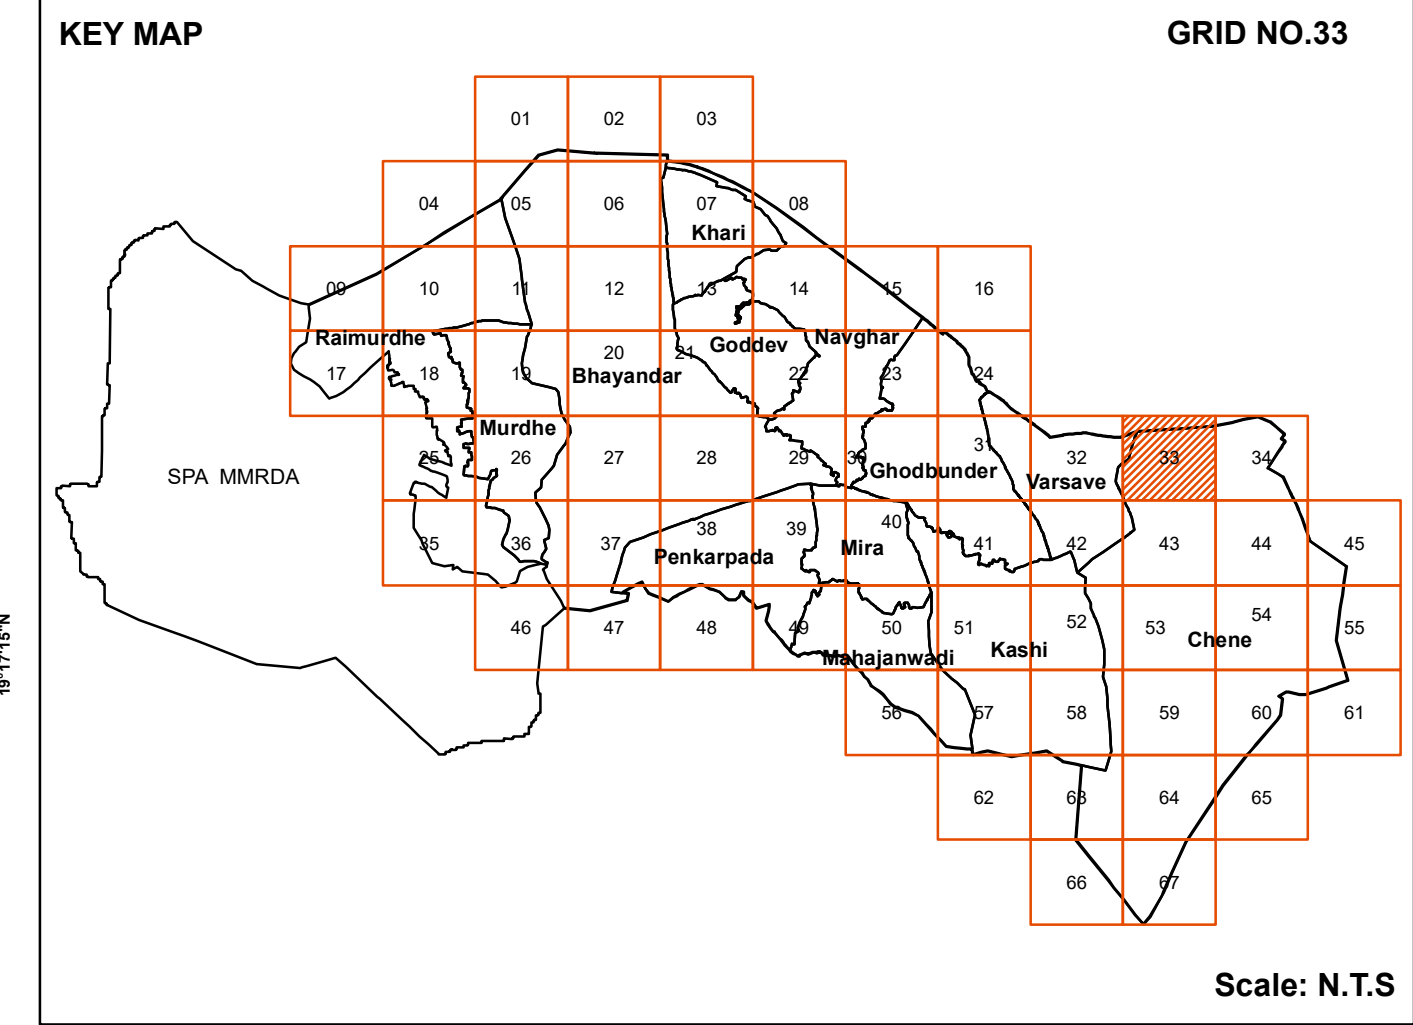 KEY MAP GRID NO.33
01 02 03
04 05 06 07 08
Khari
09 10 11 12 13 14 15 16
Raimurdhe Goddev Navghar
17 18 19 20 21 22 23 24
Bhayandar
Murdhe
25 26 27 28 29 30 31 32 33 34
SPA MMRDA Ghodbunder Varsave
35 36 37 38 39 40 41 42 43 44 45
Penkarpada Mira
46 47 48 49 50 51 52 53 54 55
Mahajanwadi Kashi Chene
56 57 58 59 60 61
62 63 64 65
66 67
Scale: N.T.S
19°17'15"N